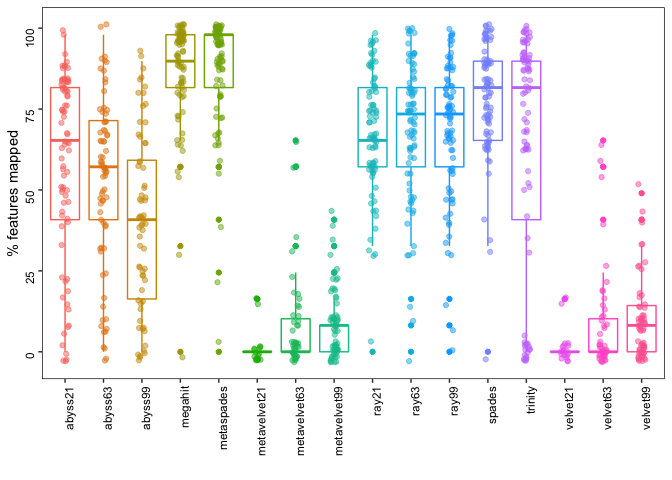 % features mapped
100
75
50
25
0
abyss21
abyss63
abyss99
megahit
metaspades
metavelvet21
metavelvet63
metavelvet99
ray21
ray63
ray99
spades
trinity
velvet21
velvet63
velvet99